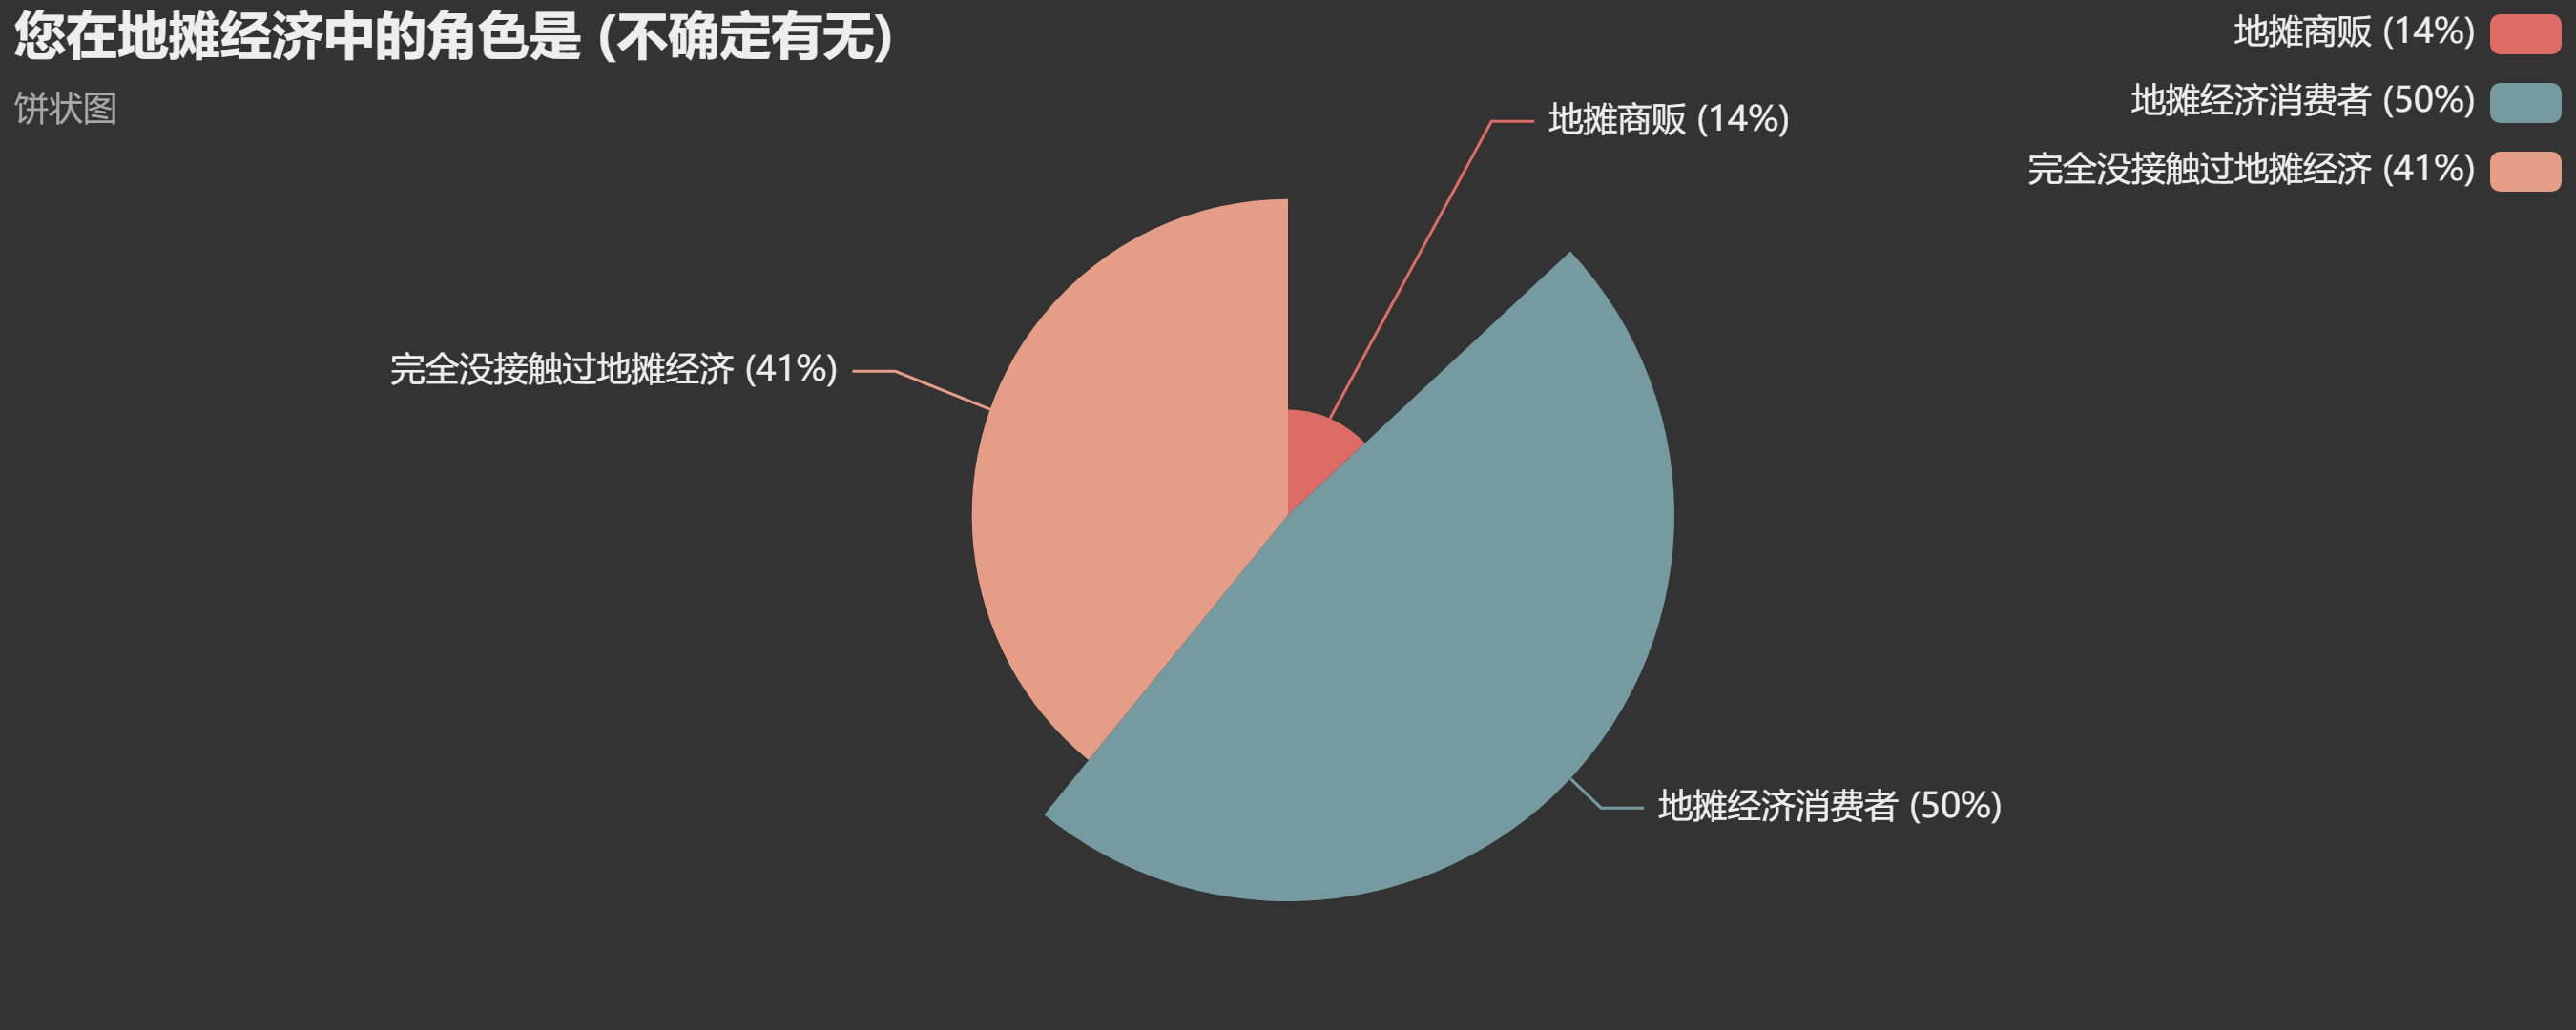 您在地摊经济中的角色是 (不确定有无)
饼状图
地摊商贩 (14%)
地摊经济消费者 (50%)
完全没接触过地摊经济 (41%)
地摊商贩 (14%)
完全没接触过地摊经济 (41%)
地摊经济消费者 (50%)